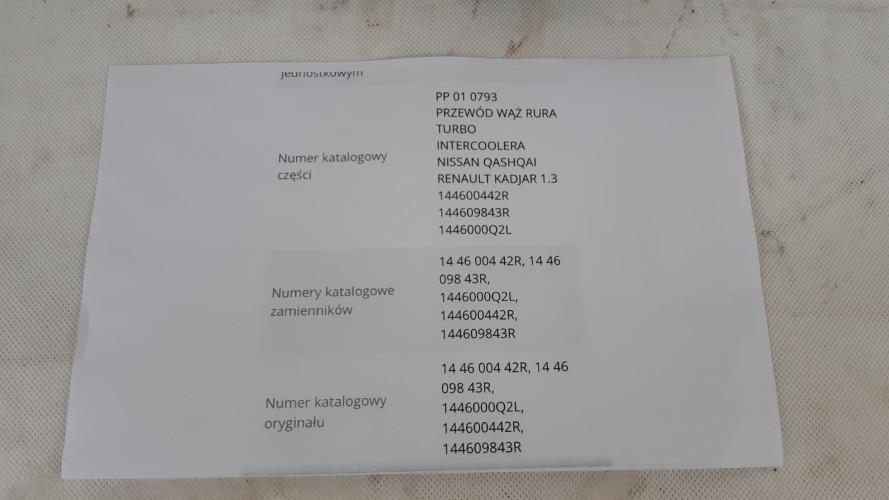 jednostkowym
PP 01 0793
PRZEWÓD WĄŻ RURA
TURBO
INTERCOOLERA
NISSAN QASHQAI
RENAULT KADJAR 1.3
144600442R
144609843R
1446000Q2L
Numer katalogowy
części
14 46 004 42R, 14 46
098 43R,
1446000Q2L,
144600442R,
144609843R
Numery katalogowe
zamienników
14 46 004 42R, 14 46
098 43R,
1446000Q2L,
144600442R,
144609843R
Numer katalogowy
oryginału